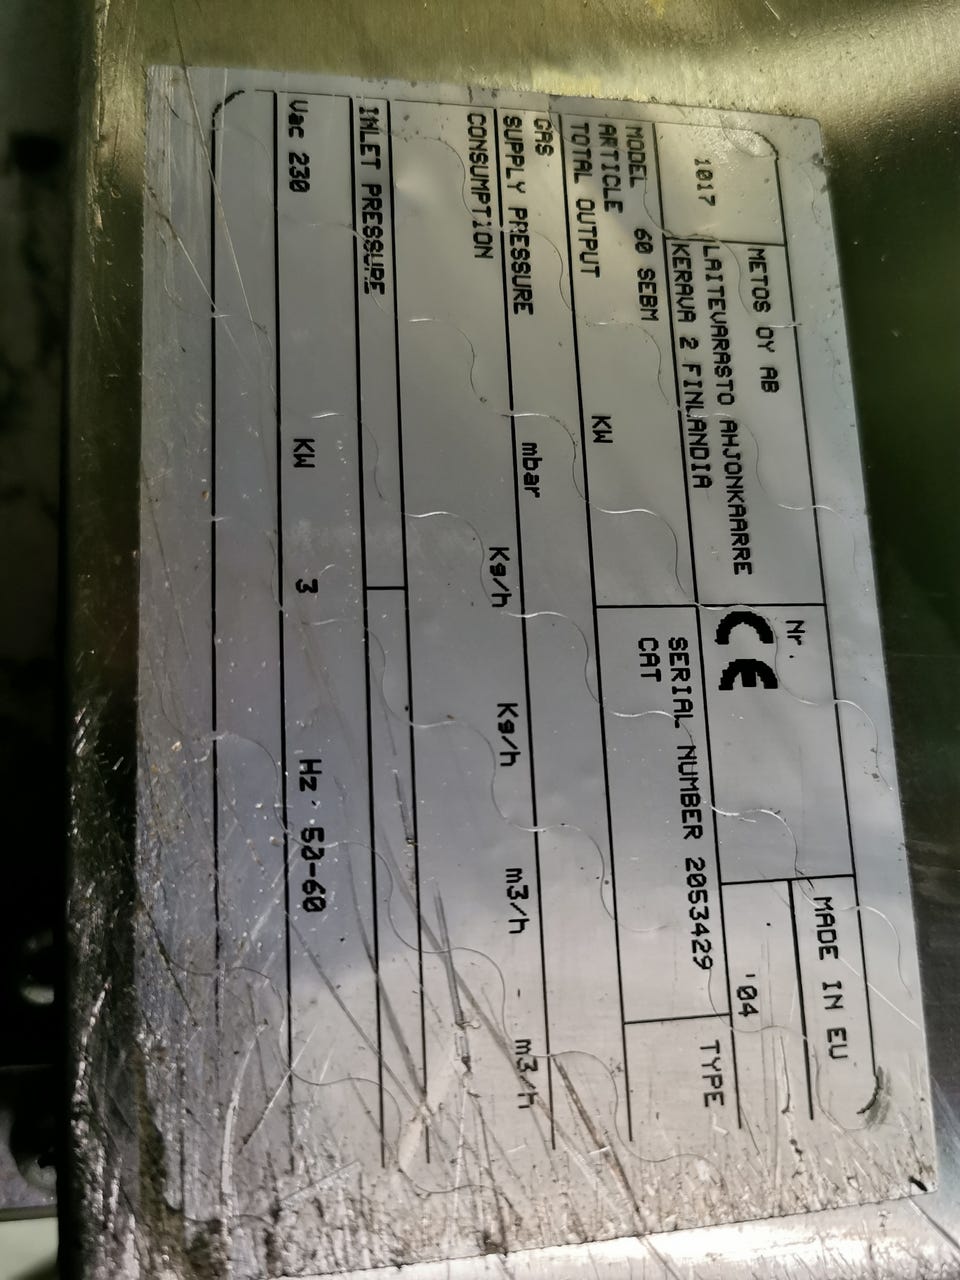 1017
METOS OY AB
LAITEVARASTO AHJONKAARRE
KERAVA 2 FINLANDIA
Nr.
CE
MADE IN EU
'04
MODEL 60 SEBM
ARTICLE
SERIAL NUMBER 2053429
CAT
TYPE
TOTAL OUTPUT KW
GAS
SUPPLY PRESSURE mbar
CONSUMPTION Kg/h Kg/h m3/h - m3/h
INLET PRESSURE
Vac 230 KW 3 Hz 50-60